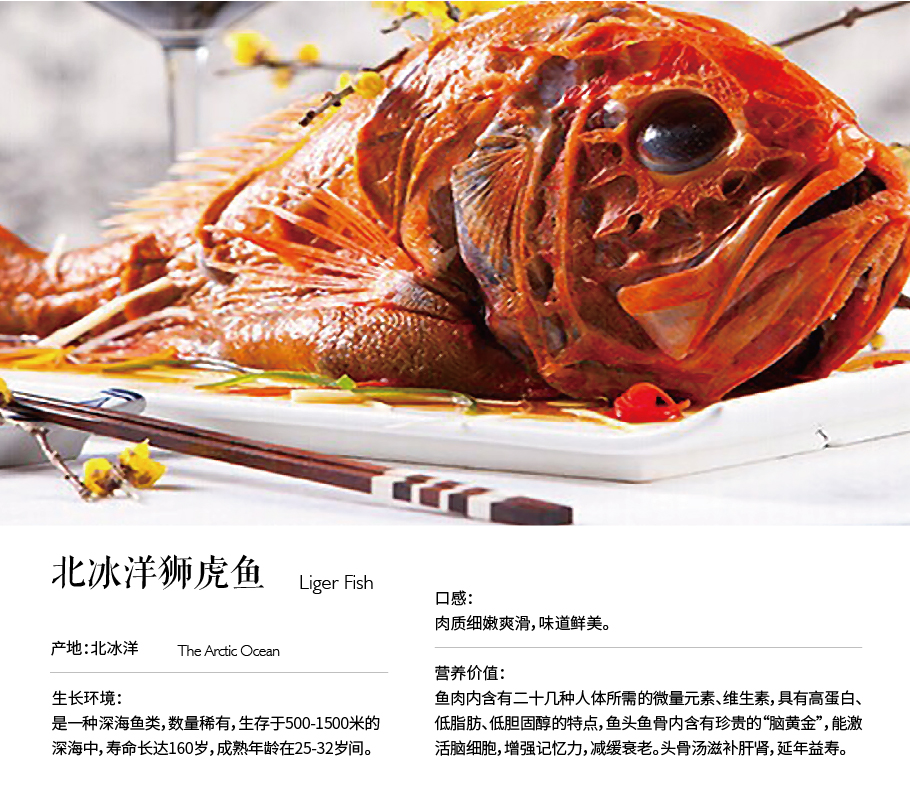 北冰洋狮虎鱼 Liger Fish
产地：北冰洋 The Arctic Ocean
生长环境：
是一种深海鱼类，数量稀有，生存于500-1500米的
深海中，寿命长达160岁，成熟年龄在25-32岁间。
口感：
肉质细嫩爽滑，味道鲜美。
营养价值：
鱼肉内含有二十几种人体所需的微量元素、维生素，具有高蛋白、
低脂肪、低胆固醇的特点，鱼头鱼骨内含有珍贵的“脑黄金”，能激
活脑细胞，增强记忆力，减缓衰老。头骨汤滋补肝肾，延年益寿。